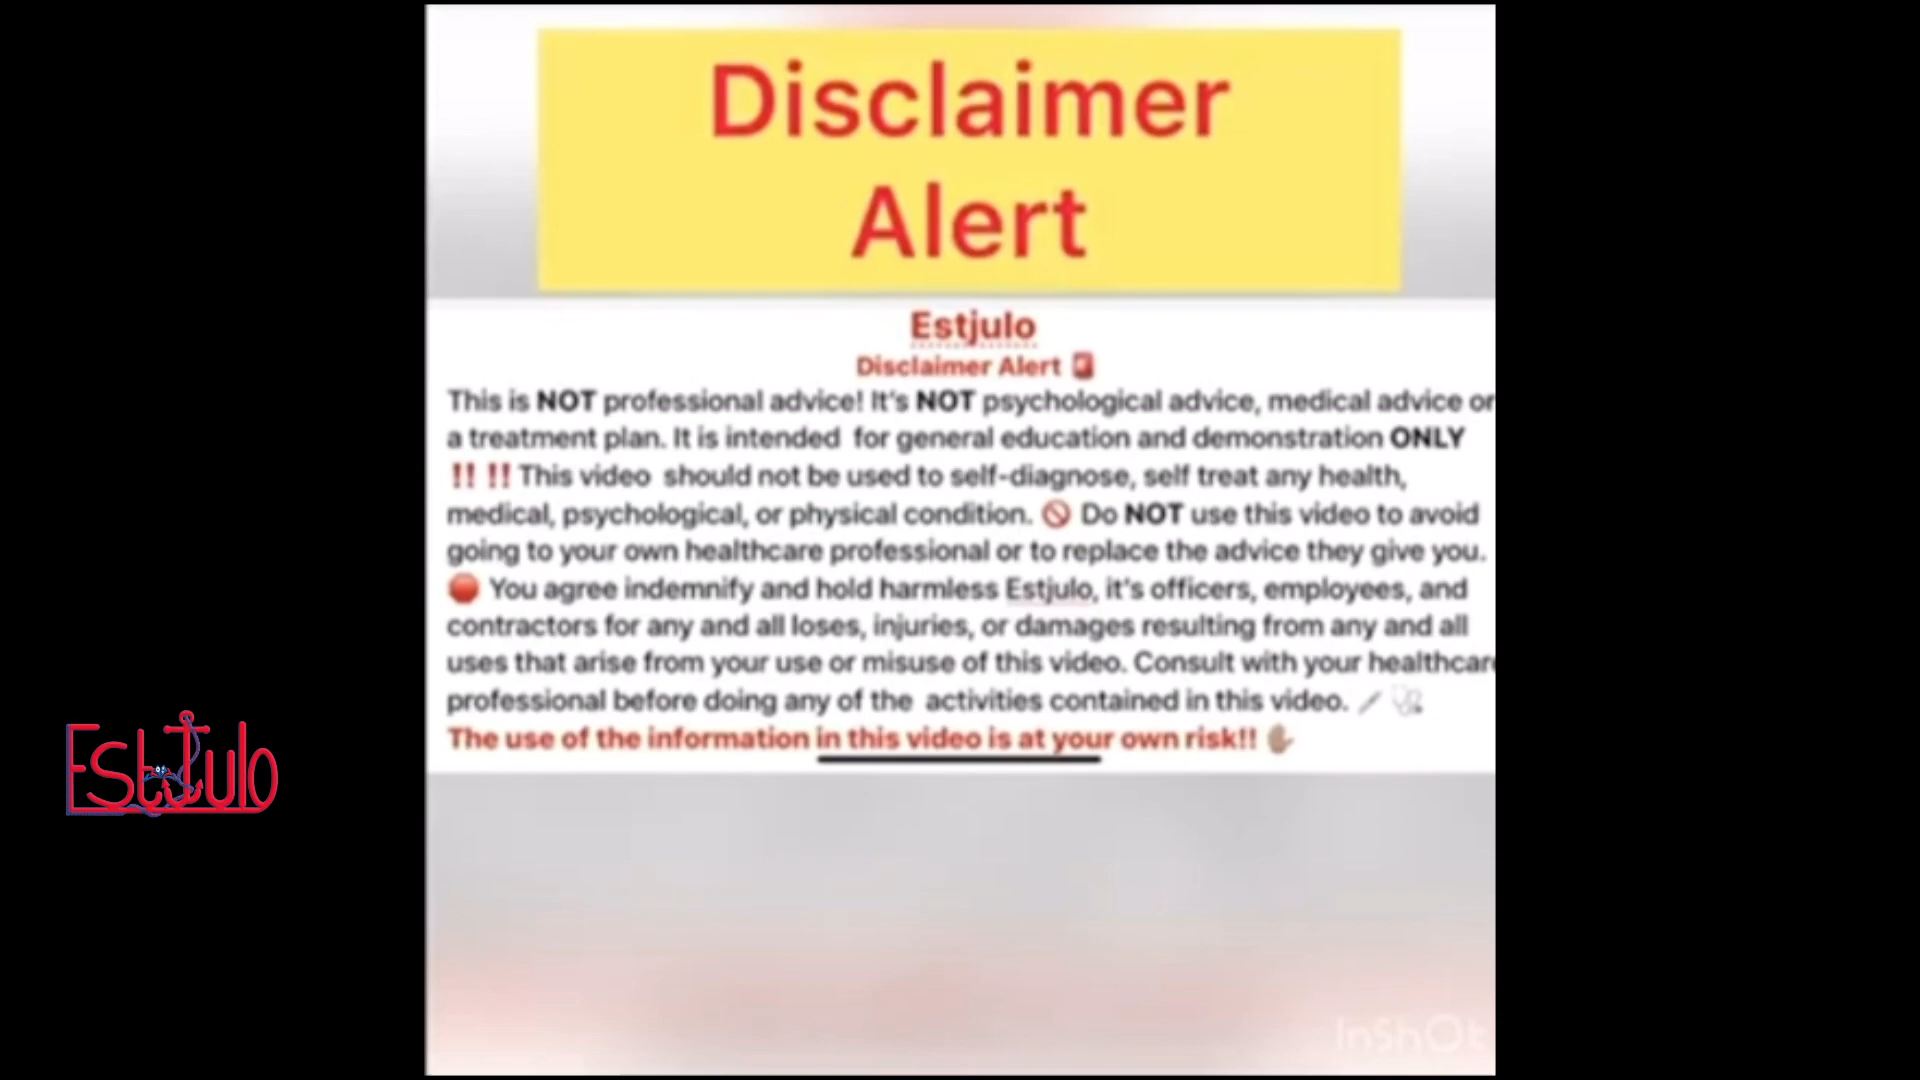 Disclaimer
Alert
Estjulo
Disclaimer Alert 🚨
This is NOT professional advice! It's NOT psychological advice, medical advice or
a treatment plan. It is intended for general education and demonstration ONLY
‼️ ‼️ This video should not be used to self-diagnose, self treat any health,
medical, psychological, or physical condition. 🚫 Do NOT use this video to avoid
going to your own healthcare professional or to replace the advice they give you.
🛑 You agree indemnify and hold harmless Estjulo, it's officers, employees, and
contractors for any and all loses, injuries, or damages resulting from any and all
uses that arise from your use or misuse of this video. Consult with your healthcare
professional before doing any of the activities contained in this video. 🩺
The use of the information in this video is at your own risk!! ✋🏽
EstJulo
InShOt